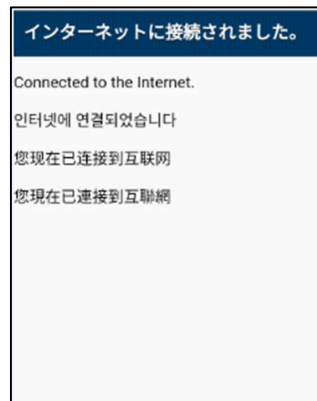 インターネットに接続されました。
Connected to the Internet.
인터넷에 연결되었습니다
您现在已连接到互联网
您現在已連接到互聯網